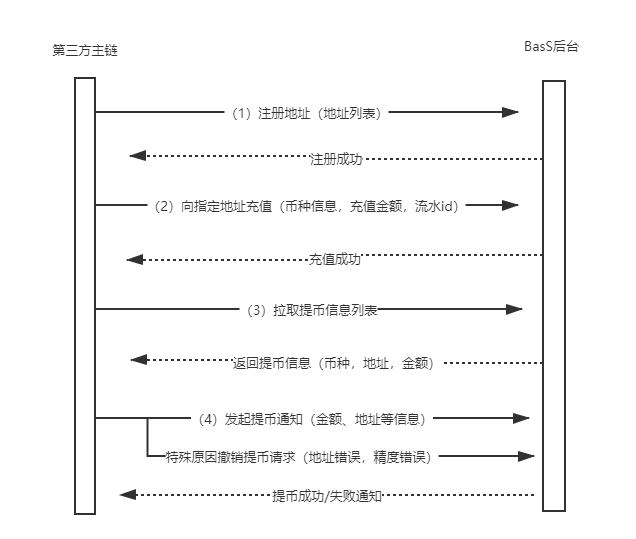 第三方主链
BasS后台
（1）注册地址（地址列表）
注册成功
（2）向指定地址充值（币种信息，充值金额，流水id）
充值成功
（3）拉取提币信息列表
返回提币信息（币种，地址，金额）
（4）发起提币通知（金额、地址等信息）
特殊原因撤销提币请求（地址错误，精度错误）
提币成功/失败通知